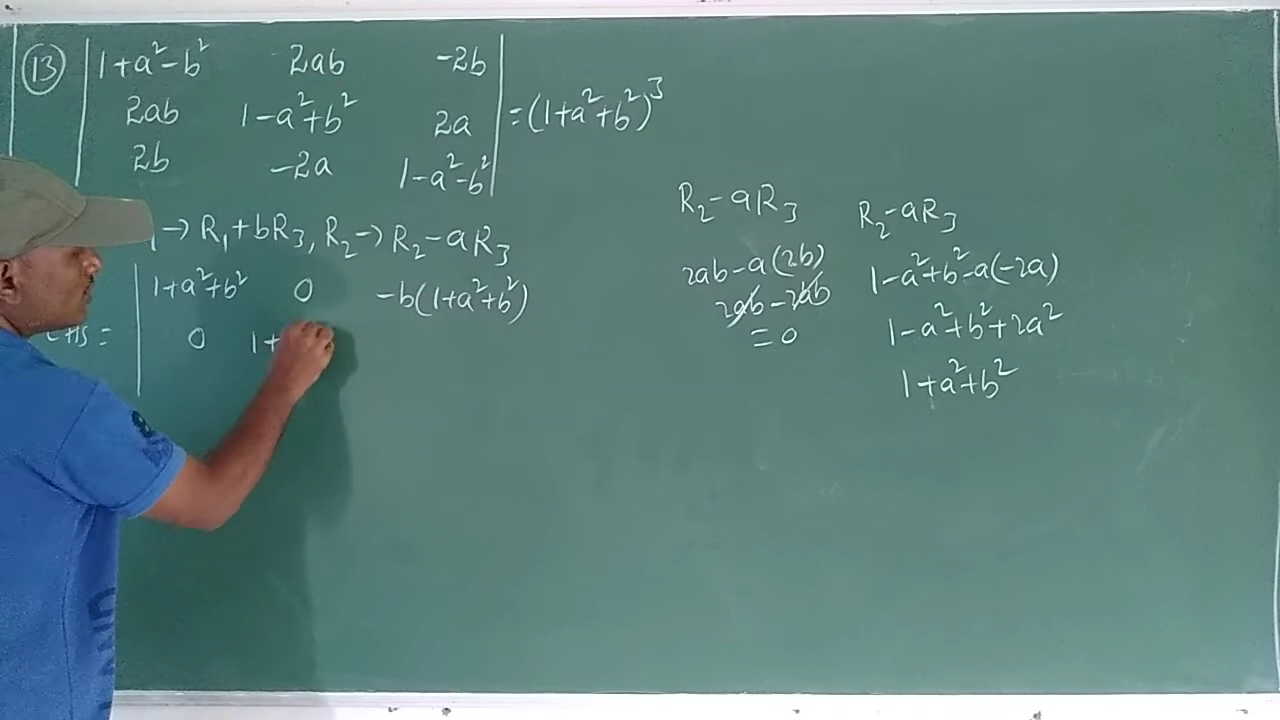 (13) | 1+a²-b² 2ab -2b |
| 2ab 1-a²+b² 2a | = (1+a²+b²)³
| 2b -2a 1-a²-b² |
1 → R₁+bR₃, R₂ → R₂-aR₃
| 1+a²+b² 0 -b(1+a²+b²)
LHS = | 0 1+
R₂-aR₃
2ab-a(2b)
2ab-2ab
=0
R₂-aR₃
1-a²+b²-a(-2a)
1-a²+b²+2a²
1+a²+b²